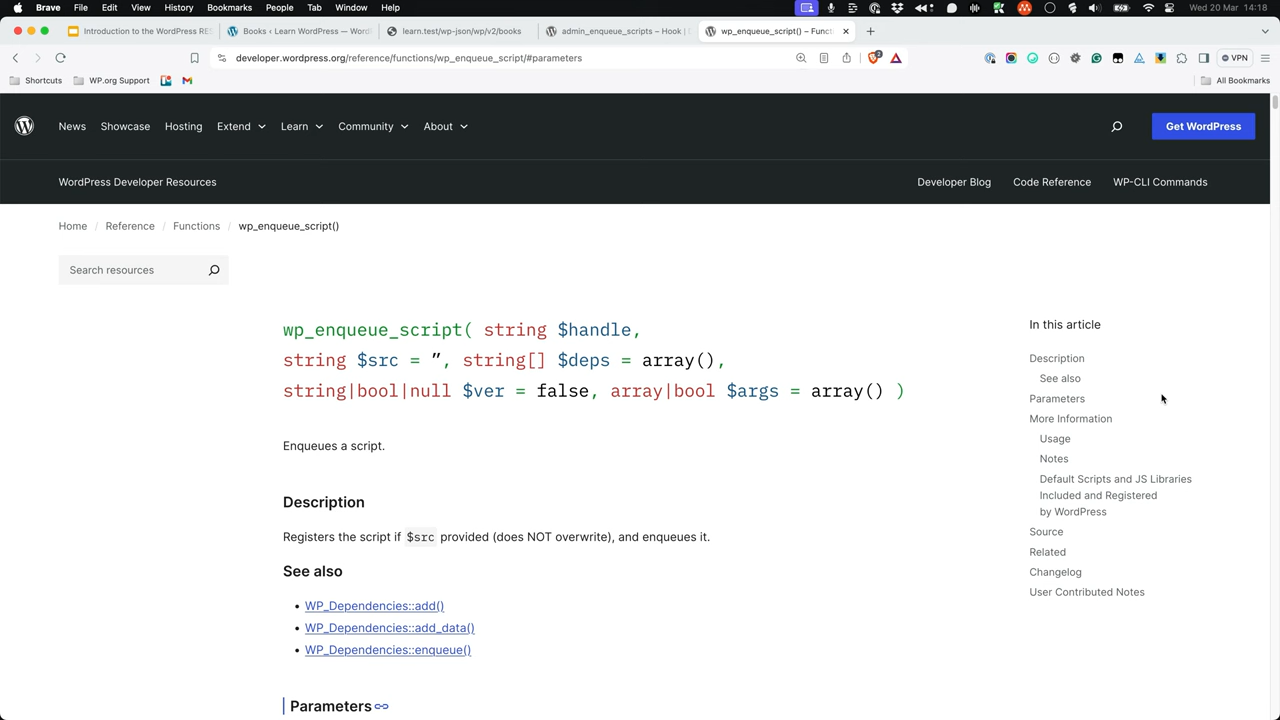 Brave File Edit View History Bookmarks People Tab Window Help Wed 20 Mar 14:18
Introduction to the WordPress RES
Books ‹ Learn WordPress — Word
learn.test/wp-json/wp/v2/books
admin_enqueue_scripts – Hook |
wp_enqueue_script() – Funct
developer.wordpress.org/reference/functions/wp_enqueue_script/#parameters
2
VPN
Shortcuts WP.org Support All Bookmarks
News Showcase Hosting Extend Learn Community About Get WordPress
WordPress Developer Resources Developer Blog Code Reference WP-CLI Commands
Home / Reference / Functions / wp_enqueue_script()
Search resources
wp_enqueue_script( string $handle,
string $src = ”, string[] $deps = array(),
string|bool|null $ver = false, array|bool $args = array() )
Enqueues a script.
Description
Registers the script if $src provided (does NOT overwrite), and enqueues it.
See also
• WP_Dependencies::add()
• WP_Dependencies::add_data()
• WP_Dependencies::enqueue()
Parameters
In this article
Description
See also
Parameters
More Information
Usage
Notes
Default Scripts and JS Libraries
Included and Registered
by WordPress
Source
Related
Changelog
User Contributed Notes